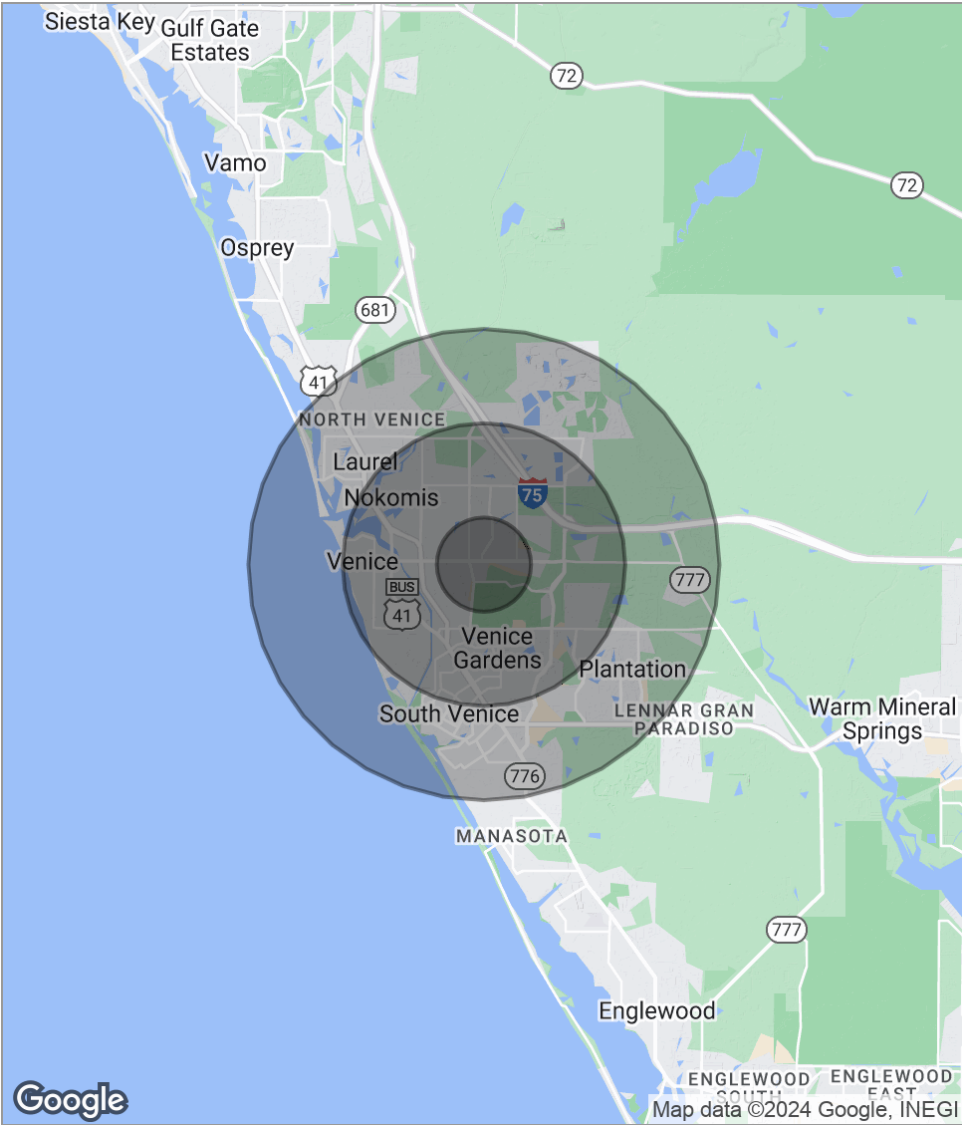 Siesta Key
Gulf Gate
Estates
72
Vamo
72
Osprey
681
41
NORTH VENICE
Laurel
Nokomis
75
Venice
BUS
41
777
Venice
Gardens
Plantation
South Venice
LENNAR GRAN
PARADISO
Warm Mineral
Springs
776
MANASOTA
777
Englewood
ENGLEWOOD
SOUTH
ENGLEWOOD
EAST
Google
Map data ©2024 Google, INEGI